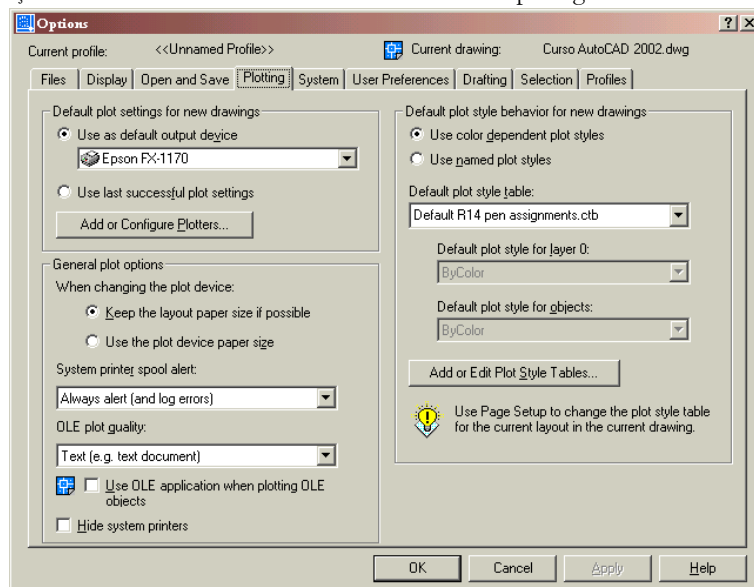 Options
Current profile: <<Unnamed Profile>> Current drawing: Curso AutoCAD 2002.dwg
Files Display Open and Save Plotting System User Preferences Drafting Selection Profiles
Default plot settings for new drawings
Use as default output device
Epson FX-1170
Use last successful plot settings
Add or Configure Plotters...
General plot options
When changing the plot device:
Keep the layout paper size if possible
Use the plot device paper size
System printer spool alert:
Always alert (and log errors)
OLE plot quality:
Text (e.g. text document)
Use OLE application when plotting OLE
objects
Hide system printers
Default plot style behavior for new drawings
Use color dependent plot styles
Use named plot styles
Default plot style table:
Default R14 pen assignments.ctb
Default plot style for layer 0:
ByColor
Default plot style for objects:
ByColor
Add or Edit Plot Style Tables...
Use Page Setup to change the plot style table
for the current layout in the current drawing.
OK Cancel Apply Help